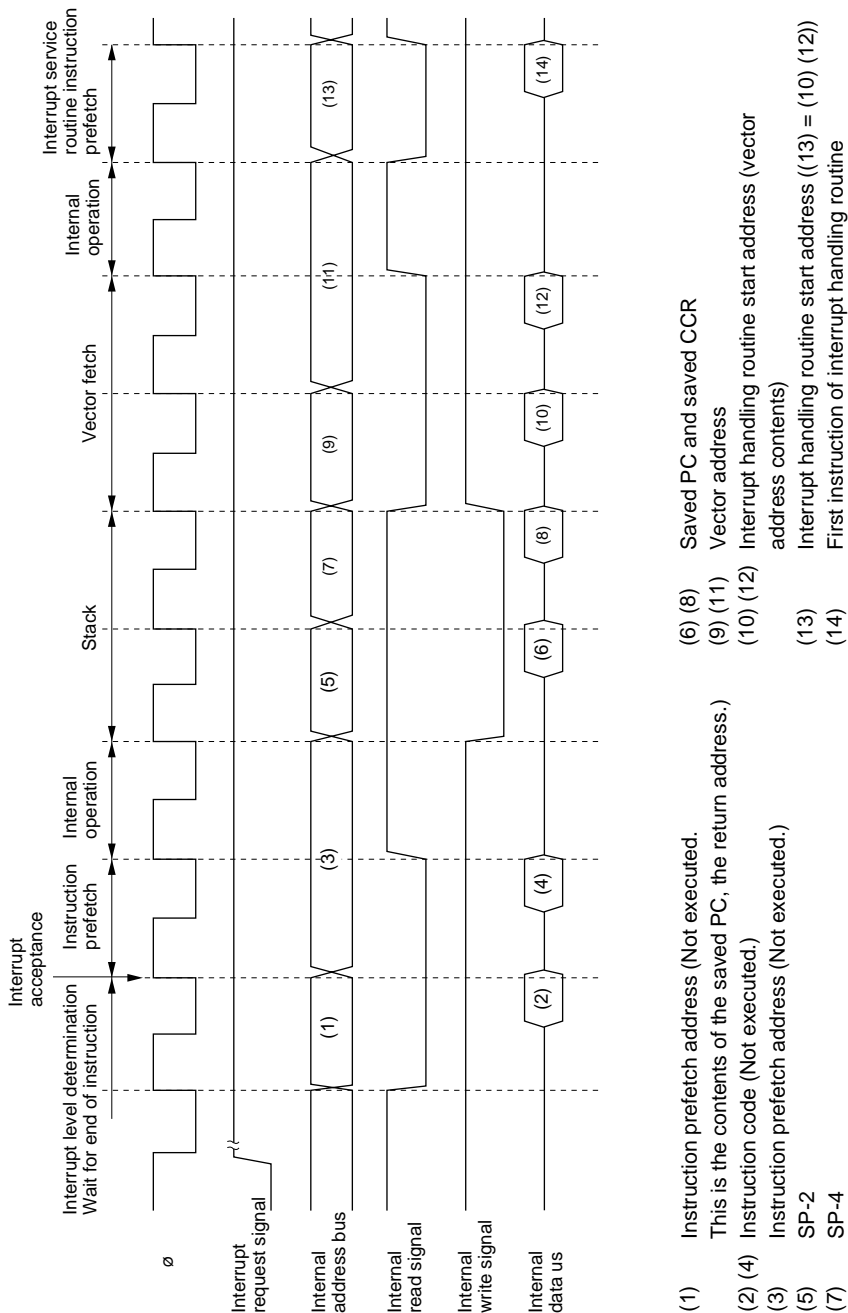 Interrupt level determination
Wait for end of instruction
Interrupt
acceptance
Instruction
prefetch
Internal
operation
Stack
Vector fetch
Internal
operation
Interrupt service
routine instruction
prefetch
ø
Interrupt
request signal
Internal
address bus
(1)
(3)
(5)
(7)
(9)
(11)
(13)
Internal
read signal
Internal
write signal
Internal
data us
(2)
(4)
(6)
(8)
(10)
(12)
(14)
(1) Instruction prefetch address (Not executed.
This is the contents of the saved PC, the return address.)
(2) (4) Instruction code (Not executed.)
(3) Instruction prefetch address (Not executed.)
(5) SP-2
(7) SP-4
(6) (8) Saved PC and saved CCR
(9) (11) Vector address
(10) (12) Interrupt handling routine start address (vector
address contents)
(13) Interrupt handling routine start address ((13) = (10) (12))
(14) First instruction of interrupt handling routine